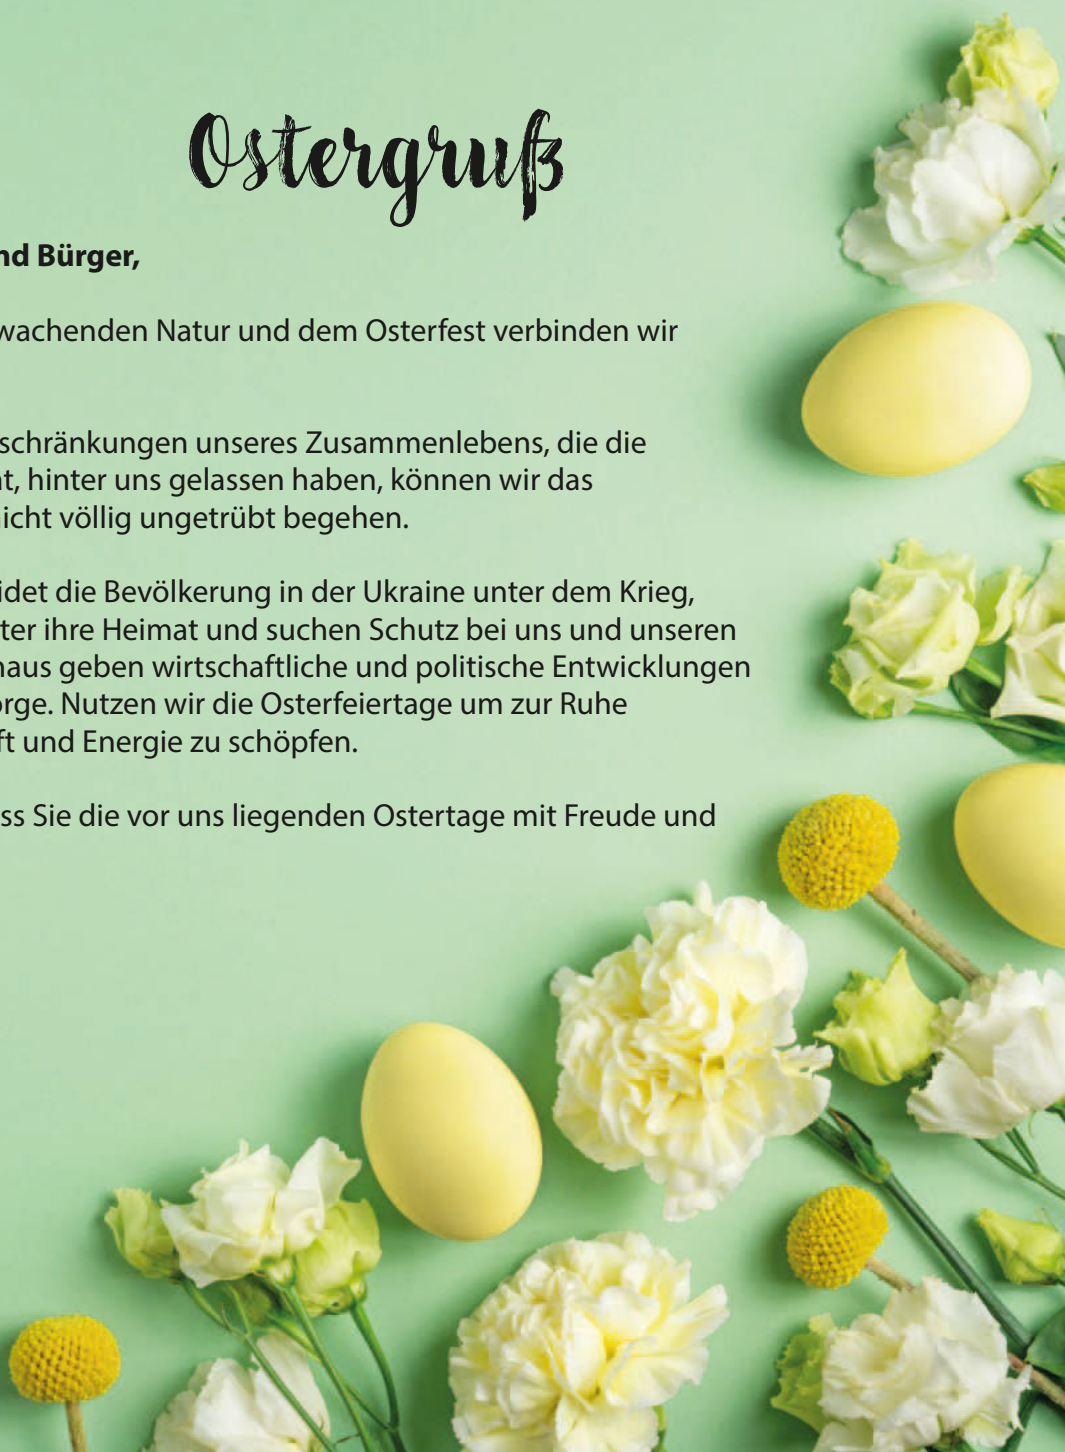 Ostergruß
nd Bürger,
wachenden Natur und dem Osterfest verbinden wir
schränkungen unseres Zusammenlebens, die die
t, hinter uns gelassen haben, können wir das
icht völlig ungetrübt begehen.
idet die Bevölkerung in der Ukraine unter dem Krieg,
ter ihre Heimat und suchen Schutz bei uns und unseren
haus geben wirtschaftliche und politische Entwicklungen
orge. Nutzen wir die Osterfeiertage um zur Ruhe
ft und Energie zu schöpfen.
ss Sie die vor uns liegenden Ostertage mit Freude und